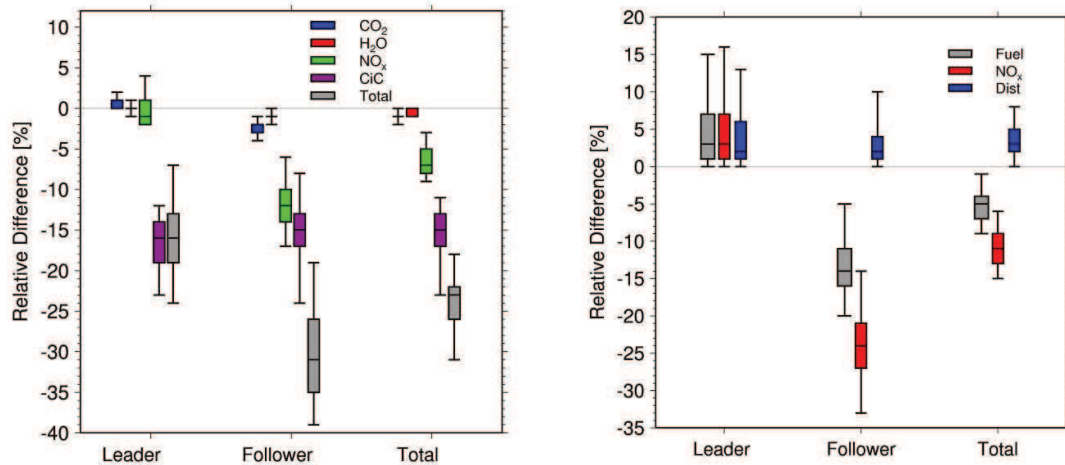 Relative Difference [%]
10
5
0
-5
-10
-15
-20
-25
-30
-35
-40
CO2
H2O
NOx
CiC
Total
Leader
Follower
Total
Relative Difference [%]
20
15
10
5
0
-5
-10
-15
-20
-25
-30
-35
Fuel
NOx
Dist
Leader
Follower
Total